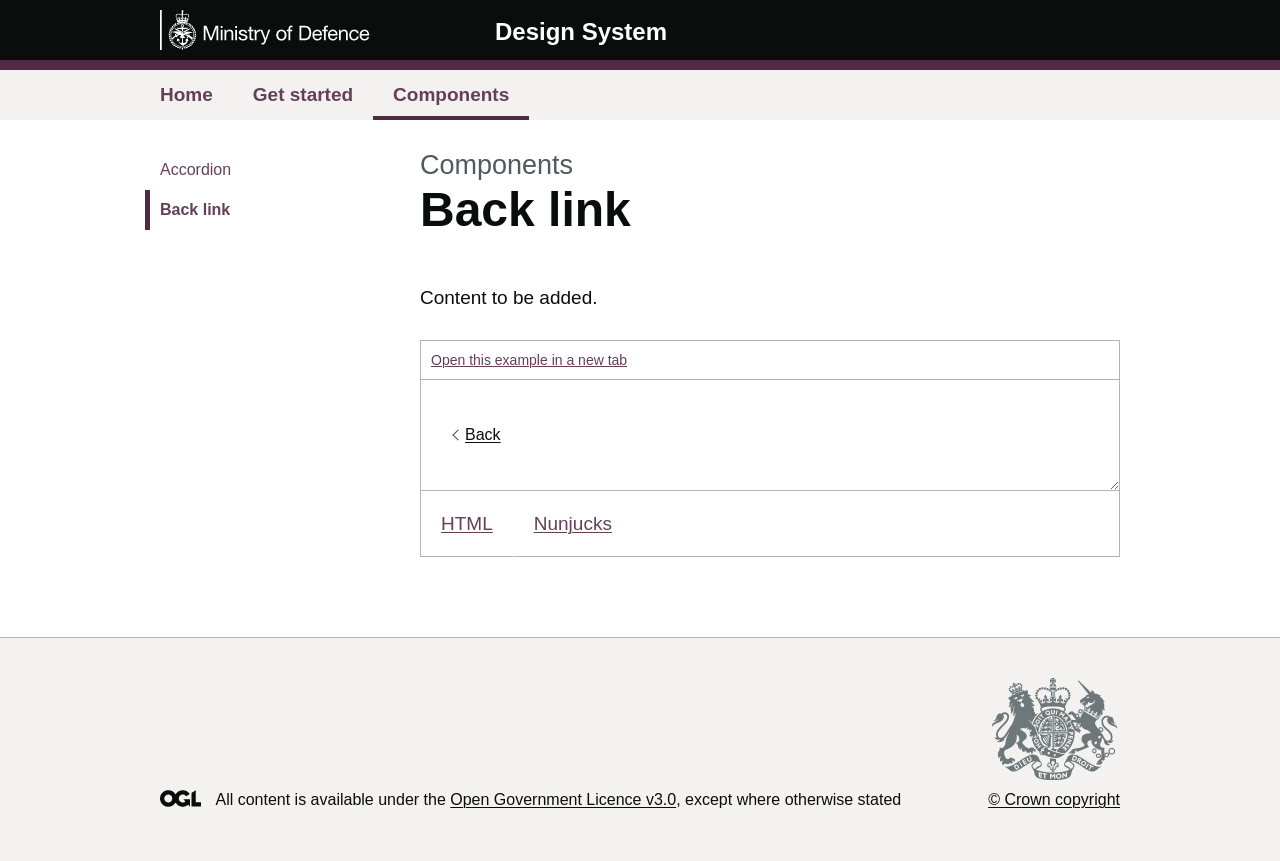 Ministry of Defence
Design System
Home
Get started
Components
Accordion
Back link
Components
Back link
Content to be added.
Open this example in a new tab
Back
HTML
Nunjucks
DIEU ET MON DROIT
OGL
All content is available under the Open Government Licence v3.0, except where otherwise stated
© Crown copyright